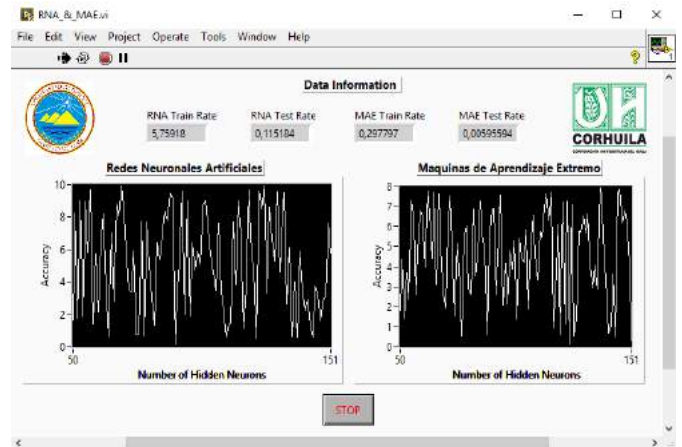 RNA_&_MAE.vi
File Edit View Project Operate Tools Window Help
Data Information
RNA Train Rate
5,75918
RNA Test Rate
0,115184
MAE Train Rate
0,297797
MAE Test Rate
0,00595594
CORHUILA
Redes Neuronales Artificiales
10
8
6
4
2
0
Accuracy
50
151
Number of Hidden Neurons
Maquinas de Aprendizaje Extremo
8
7
6
5
4
3
2
1
0
Accuracy
50
151
Number of Hidden Neurons
STOP